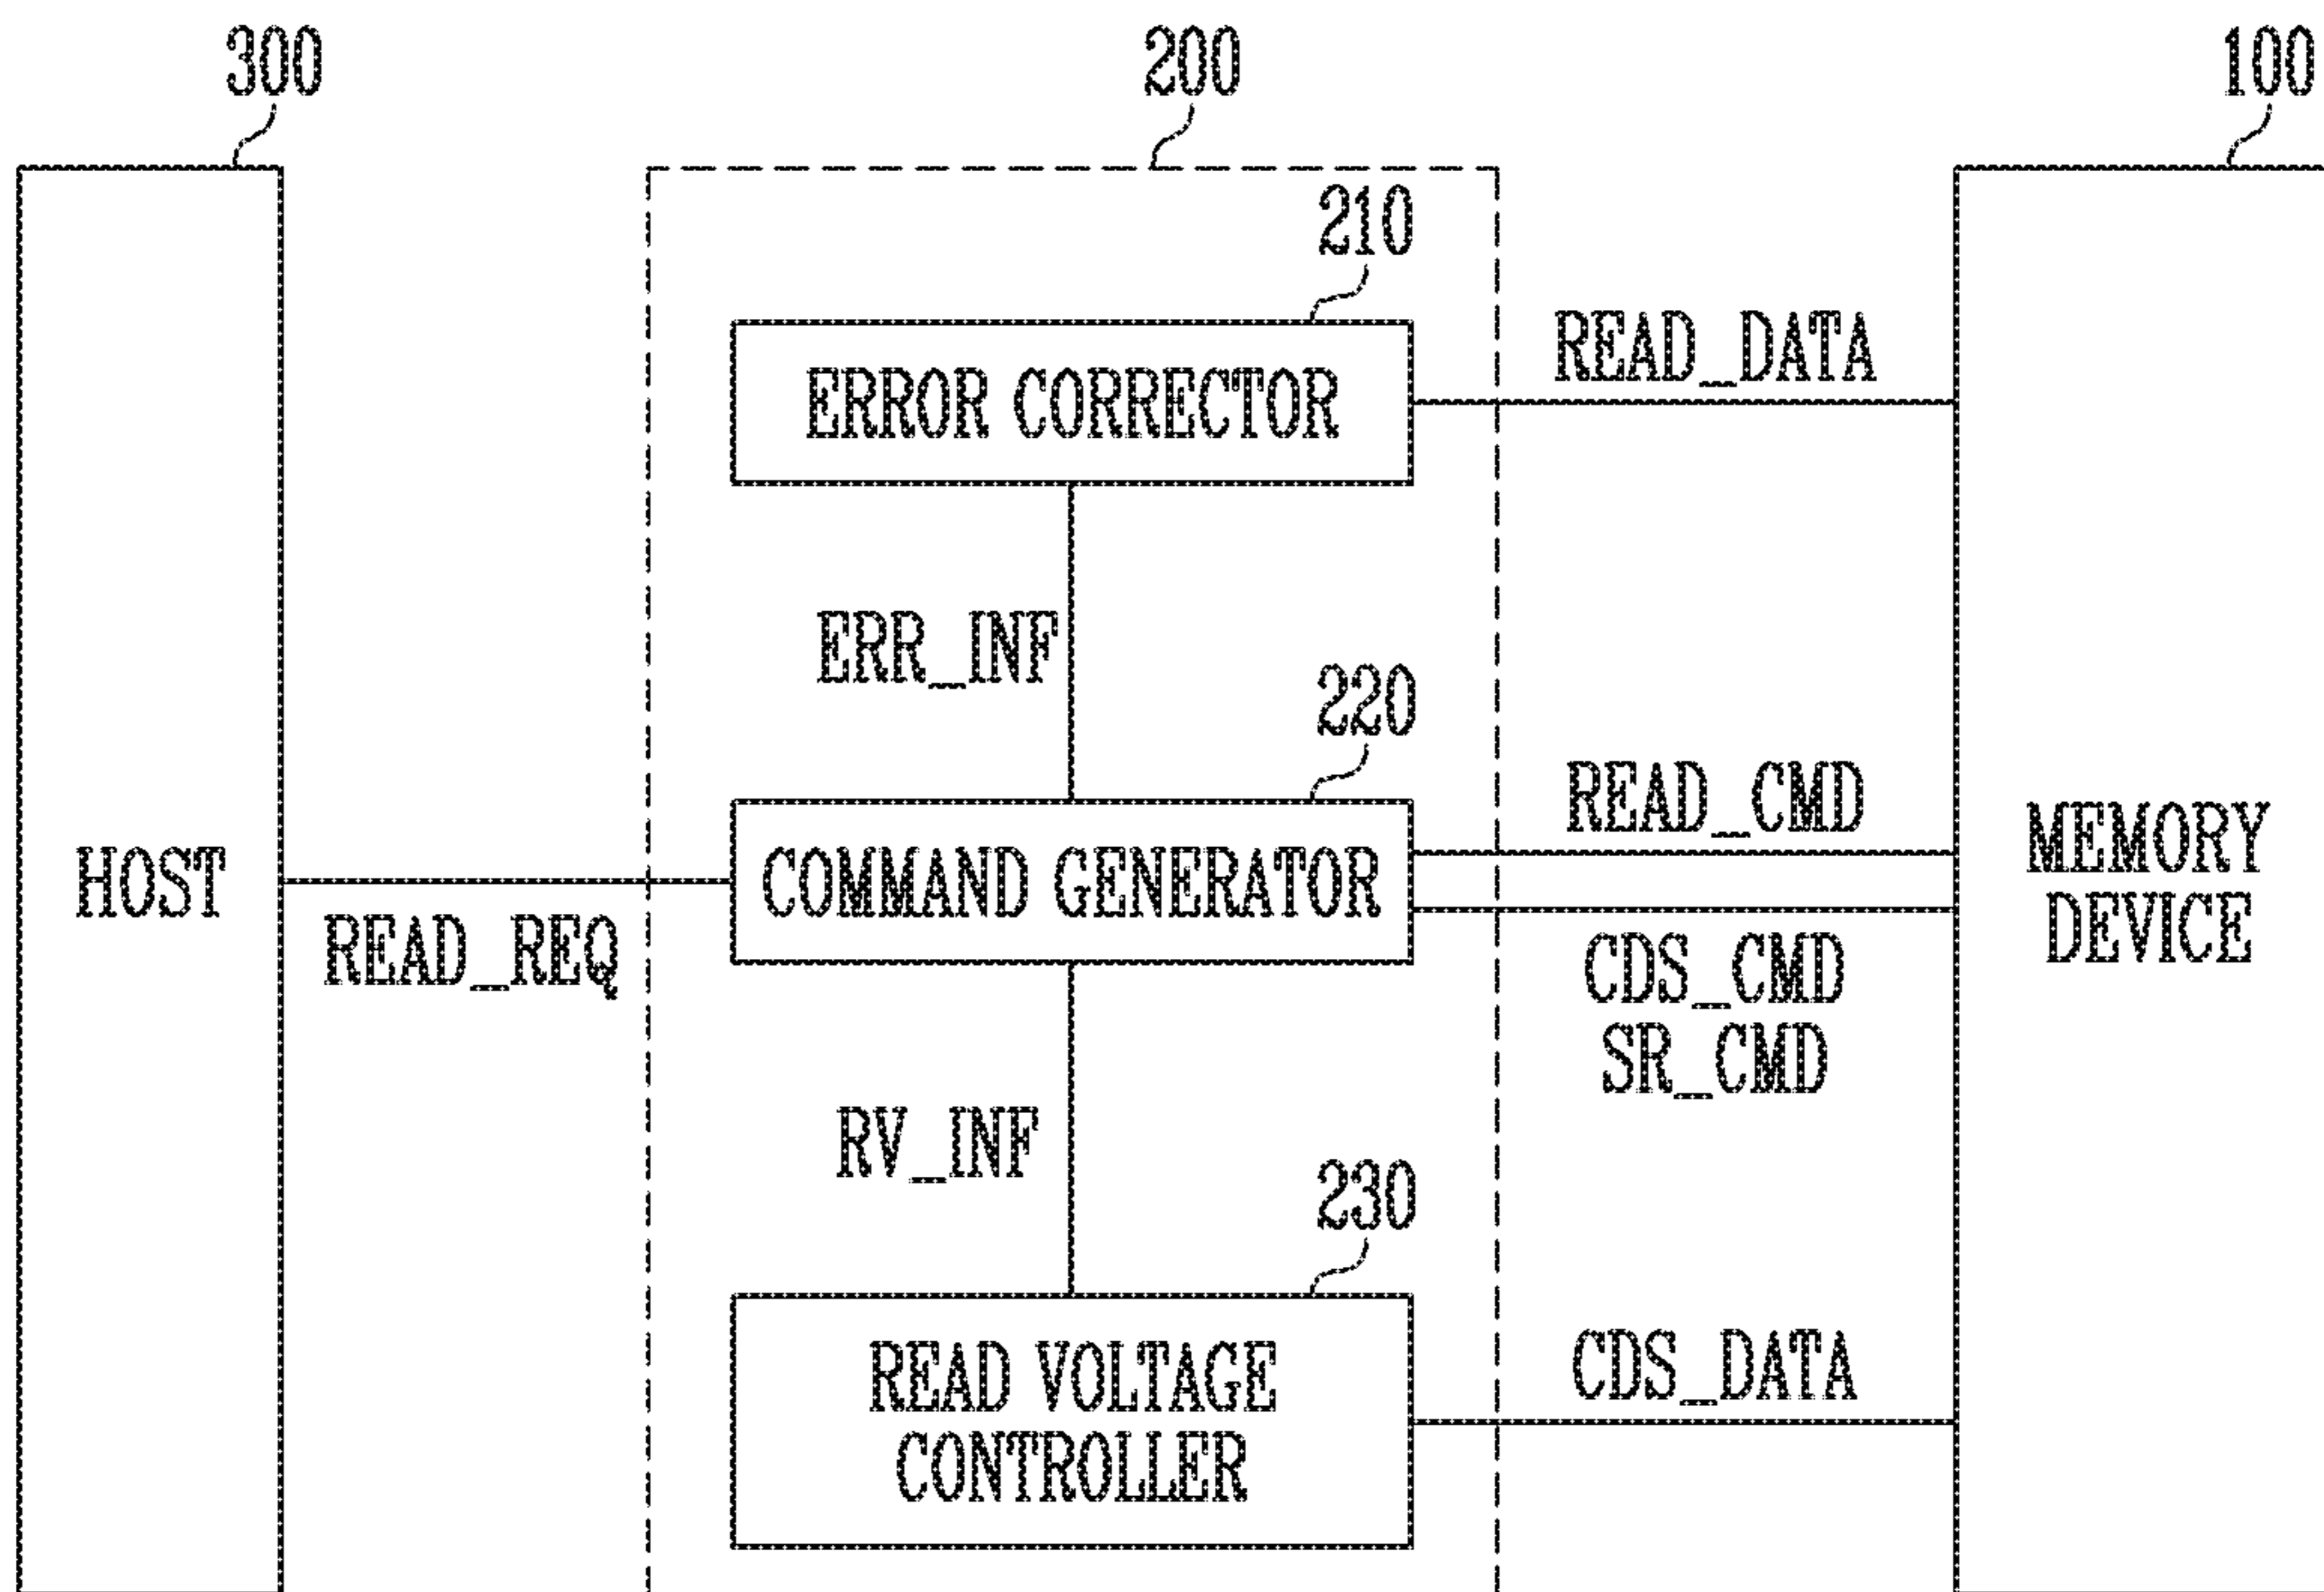 300
200
100
210
ERROR CORRECTOR
READ_DATA
ERR_INF
220
HOST
READ_REQ
COMMAND GENERATOR
READ_CMD
CDS_CMD
SR_CMD
MEMORY
DEVICE
RV_INF
230
READ VOLTAGE
CONTROLLER
CDS_DATA